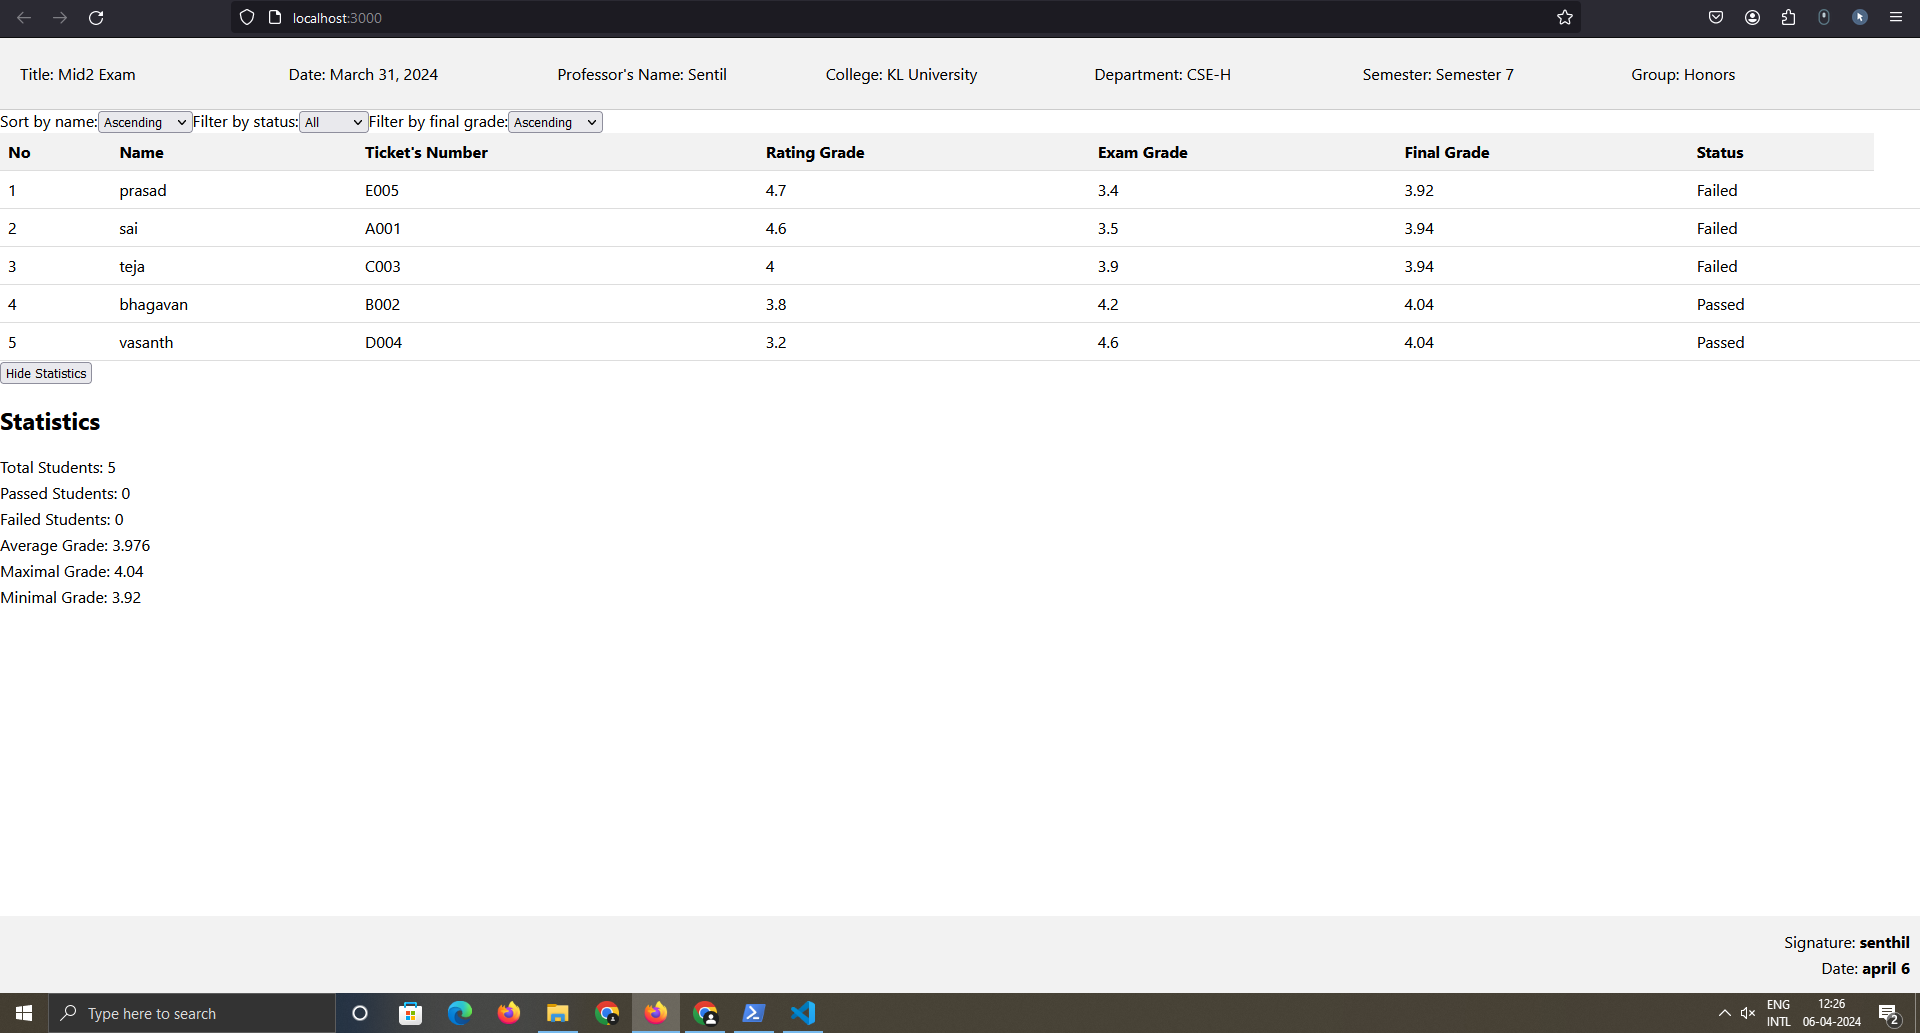 localhost:3000
Title: Mid2 Exam Date: March 31, 2024 Professor's Name: Sentil College: KL University Department: CSE-H Semester: Semester 7 Group: Honors
Sort by name: Ascending Filter by status: All Filter by final grade: Ascending
No Name Ticket's Number Rating Grade Exam Grade Final Grade Status
1 prasad E005 4.7 3.4 3.92 Failed
2 sai A001 4.6 3.5 3.94 Failed
3 teja C003 4 3.9 3.94 Failed
4 bhagavan B002 3.8 4.2 4.04 Passed
5 vasanth D004 3.2 4.6 4.04 Passed
Hide Statistics
Statistics
Total Students: 5
Passed Students: 0
Failed Students: 0
Average Grade: 3.976
Maximal Grade: 4.04
Minimal Grade: 3.92
Signature: senthil
Date: april 6
Type here to search
ENG 12:26
INTL 06-04-2024
2